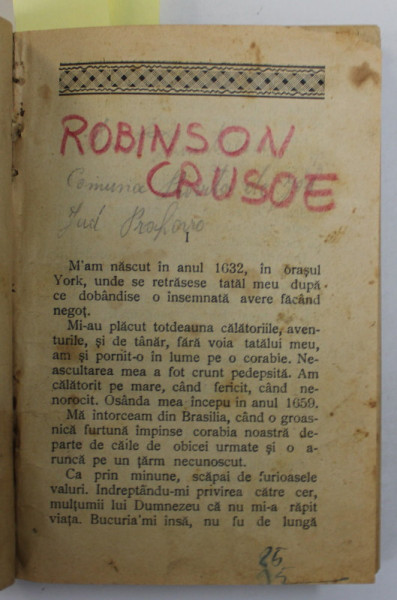 ROBINSON
CRUSOE
Comuna
Jud Prahova
I
M'am născut în anul 1632, în orașul
York, unde se retrăsese tatăl meu după
ce dobândise o însemnată avere făcând
negoț.
Mi-au plăcut totdeauna călătoriile, aven-
turile, și de tânăr, fără voia tatălui meu,
am și pornit-o în lume pe o corabie. Ne-
ascultarea mea a fot crunt pedepsită. Am
călătorit pe mare, când fericit, când ne-
norocit. Osânda mea începu în anul 1659.
Mă întorceam din Brasilia, când o groas-
nică furtună împinse corabia noastră de-
parte de căile de obicei urmate și o a-
runcă pe un țărm necunoscut.
Ca prin minune, scăpai de furioasele
valuri. Indreptându-mi privirea către cer,
mulțumii lui Dumnezeu că nu mi-a răpit
viața. Bucuria'mi însă, nu fu de lungă
25